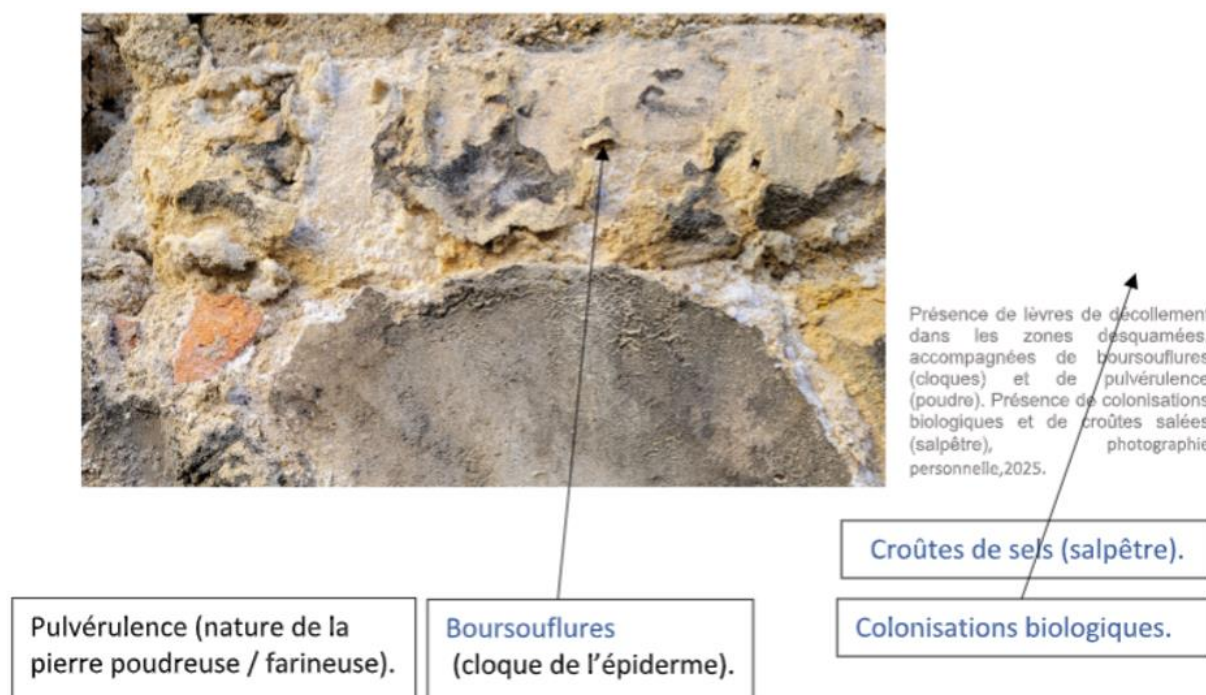 Présence de lèvres de décollement
dans les zones desquamées,
accompagnées de boursouflures
(cloques) et de pulvérulence
(poudre). Présence de colonisations
biologiques et de croûtes salées
(salpêtre), photographie
personnelle,2025.
Croûtes de sels (salpêtre).
Pulvérulence (nature de la
pierre poudreuse / farineuse).
Boursouflures
(cloque de l’épiderme).
Colonisations biologiques.